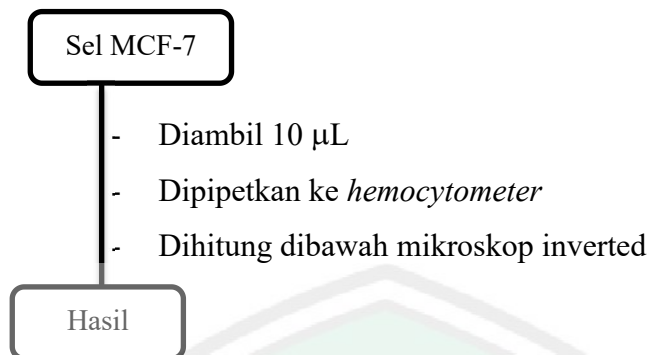 Sel MCF-7
- Diambil 10 μL
- Dipipetkan ke hemocytometer
- Dihitung dibawah mikroskop inverted
Hasil